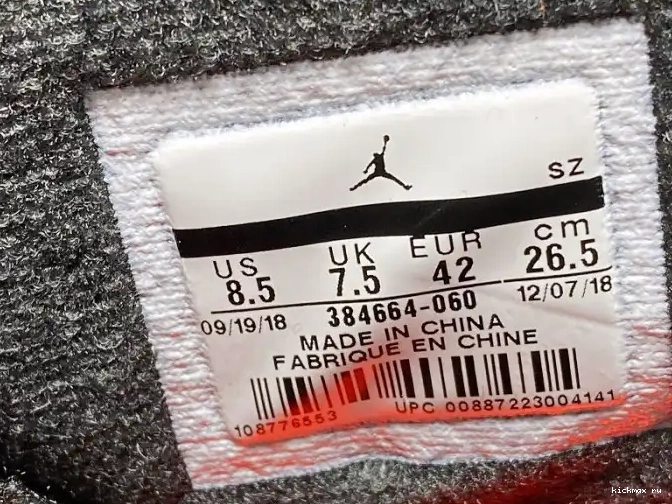 SZ
US UK EUR cm
8.5 7.5 42 26.5
09/19/18 384664-060 12/07/18
MADE IN CHINA
FABRIQUE EN CHINE
108776553 UPC 00887223004141
kickmax ru